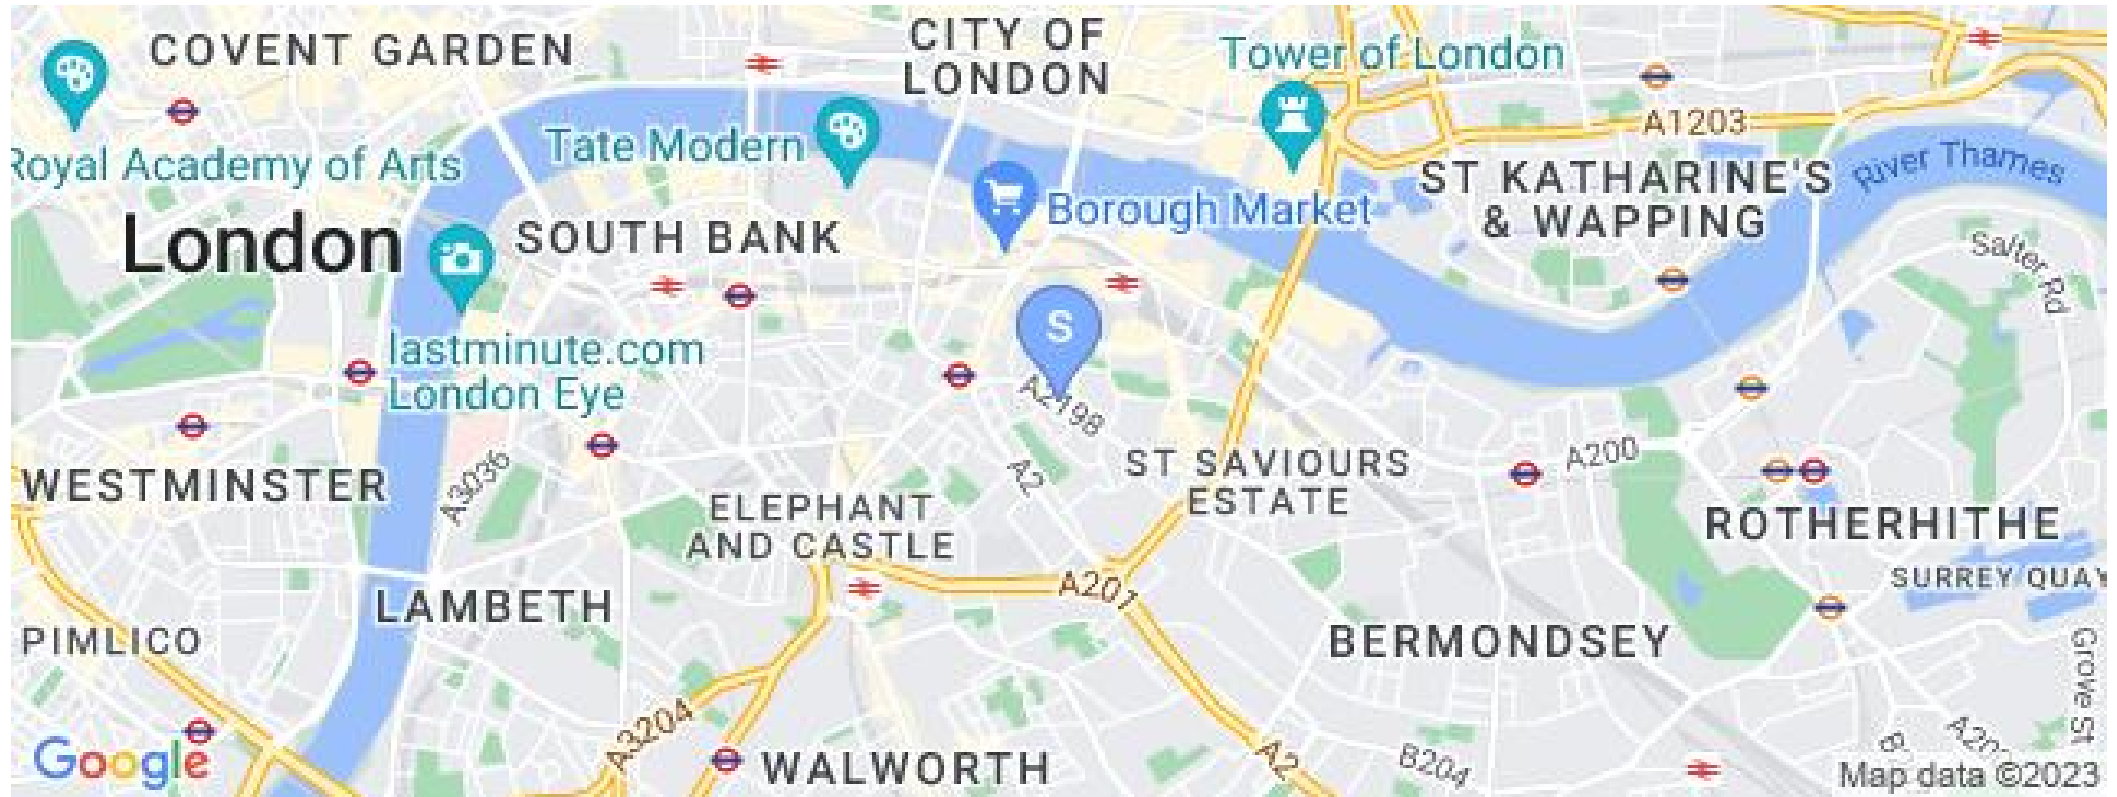 COVENT GARDEN
CITY OF
LONDON
Tower of London
A1203
Royal Academy of Arts
Tate Modern
Borough Market
ST KATHARINE'S
& WAPPING
River Thames
London
SOUTH BANK
Salter Rd
S
lastminute.com
London Eye
A2198
WESTMINSTER
A3036
A2
ST SAVIOURS
ESTATE
A200
ELEPHANT
AND CASTLE
ROTHERHITHE
SURREY QUAY
A201
LAMBETH
PIMLICO
BERMONDSEY
Grove St
A3204
WALWORTH
A2
B204
B
Google
Map data ©2023